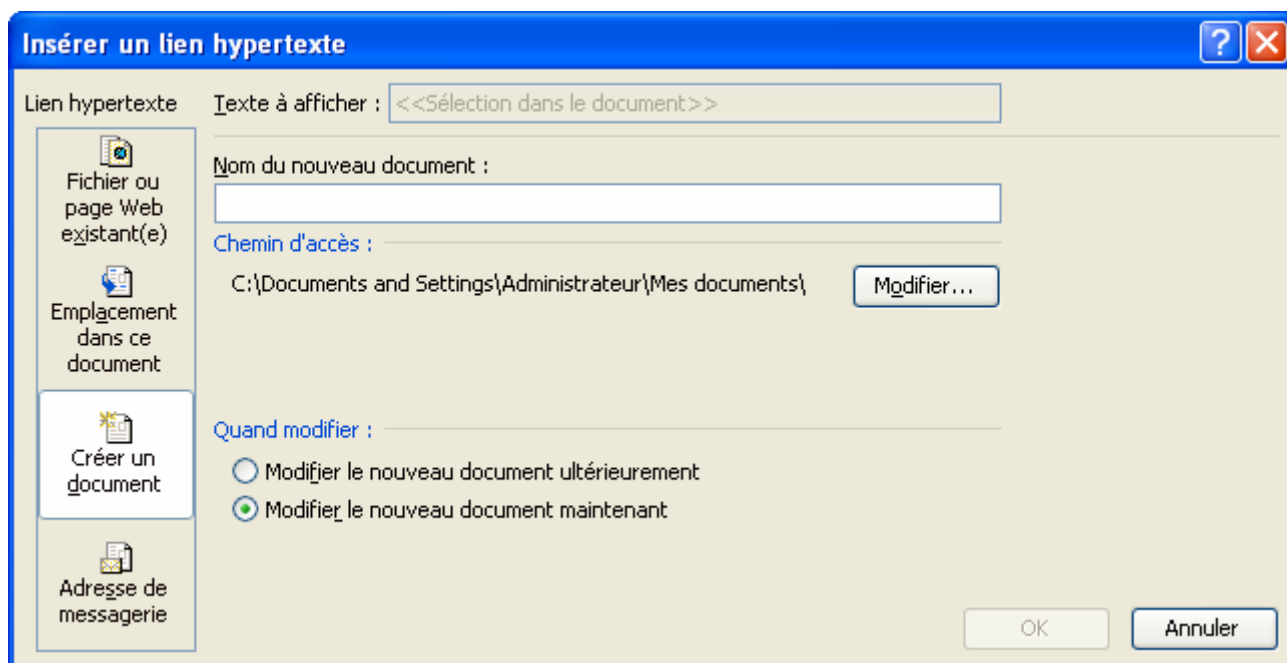 Insérer un lien hypertexte
Lien hypertexte
Texte à afficher : <<Sélection dans le document>>
Fichier ou
page Web
existant(e)
Emplacement
dans ce
document
Créer un
document
Adresse de
messagerie
Nom du nouveau document :
Chemin d'accès :
C:\Documents and Settings\Administrateur\Mes documents\
Modifier...
Quand modifier :
Modifier le nouveau document ultérieurement
Modifier le nouveau document maintenant
OK
Annuler